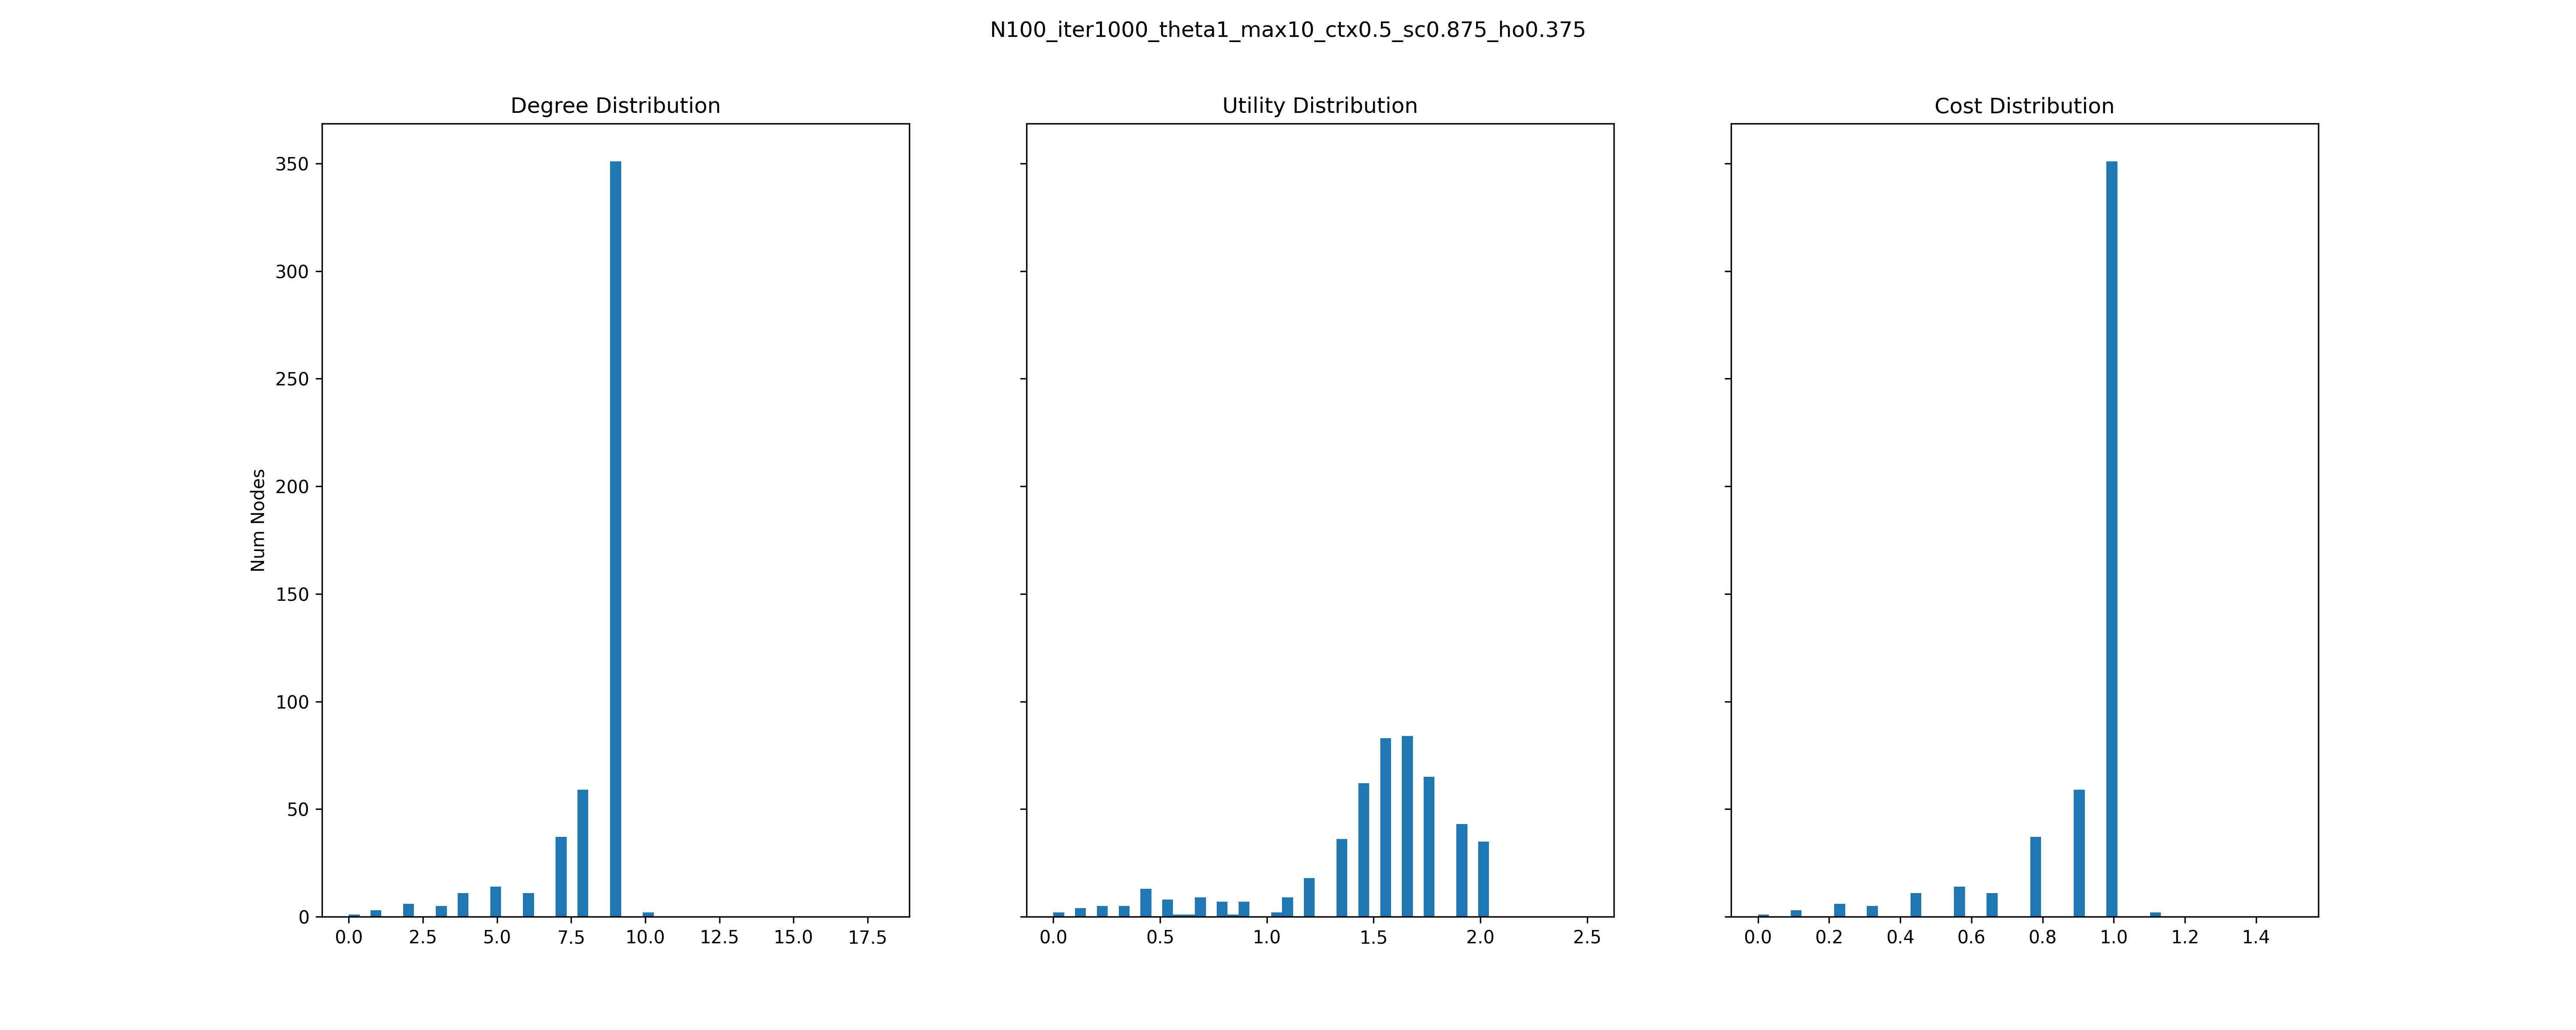 N100_iter1000_theta1_max10_ctx0.5_sc0.875_ho0.375
Degree Distribution
Utility Distribution
Cost Distribution
Num Nodes
350
300
250
200
150
100
50
0
0.0 2.5 5.0 7.5 10.0 12.5 15.0 17.5
0.0 0.5 1.0 1.5 2.0 2.5
0.0 0.2 0.4 0.6 0.8 1.0 1.2 1.4